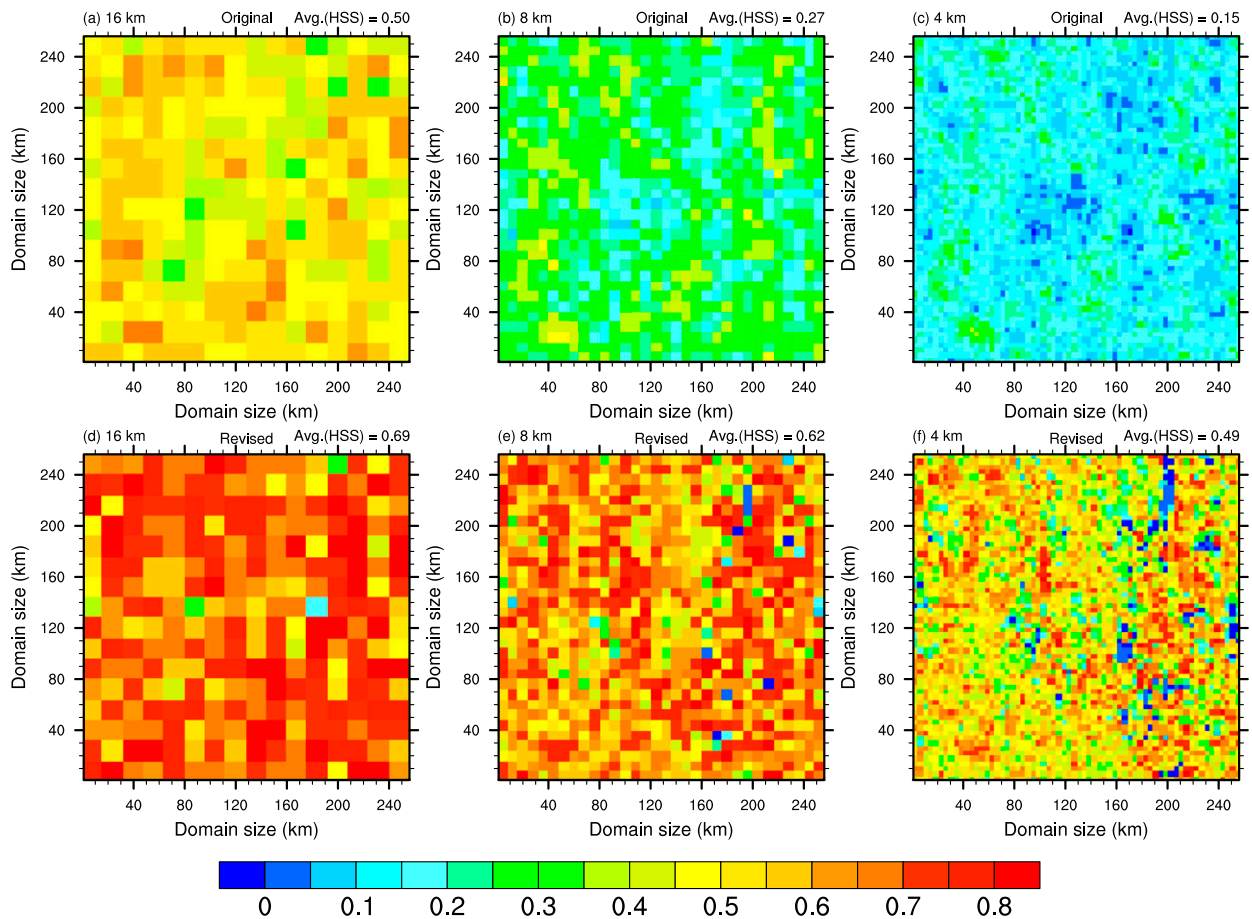 (a) 16 km Original Avg.(HSS) = 0.50
(b) 8 km Original Avg.(HSS) = 0.27
(c) 4 km Original Avg.(HSS) = 0.15
Domain size (km)
240
200
160
120
80
40
40 80 120 160 200 240
Domain size (km)
Domain size (km)
240
200
160
120
80
40
40 80 120 160 200 240
Domain size (km)
Domain size (km)
240
200
160
120
80
40
40 80 120 160 200 240
Domain size (km)
(d) 16 km Revised Avg.(HSS) = 0.69
(e) 8 km Revised Avg.(HSS) = 0.62
(f) 4 km Revised Avg.(HSS) = 0.49
Domain size (km)
240
200
160
120
80
40
40 80 120 160 200 240
Domain size (km)
Domain size (km)
240
200
160
120
80
40
40 80 120 160 200 240
Domain size (km)
Domain size (km)
240
200
160
120
80
40
40 80 120 160 200 240
Domain size (km)
0 0.1 0.2 0.3 0.4 0.5 0.6 0.7 0.8